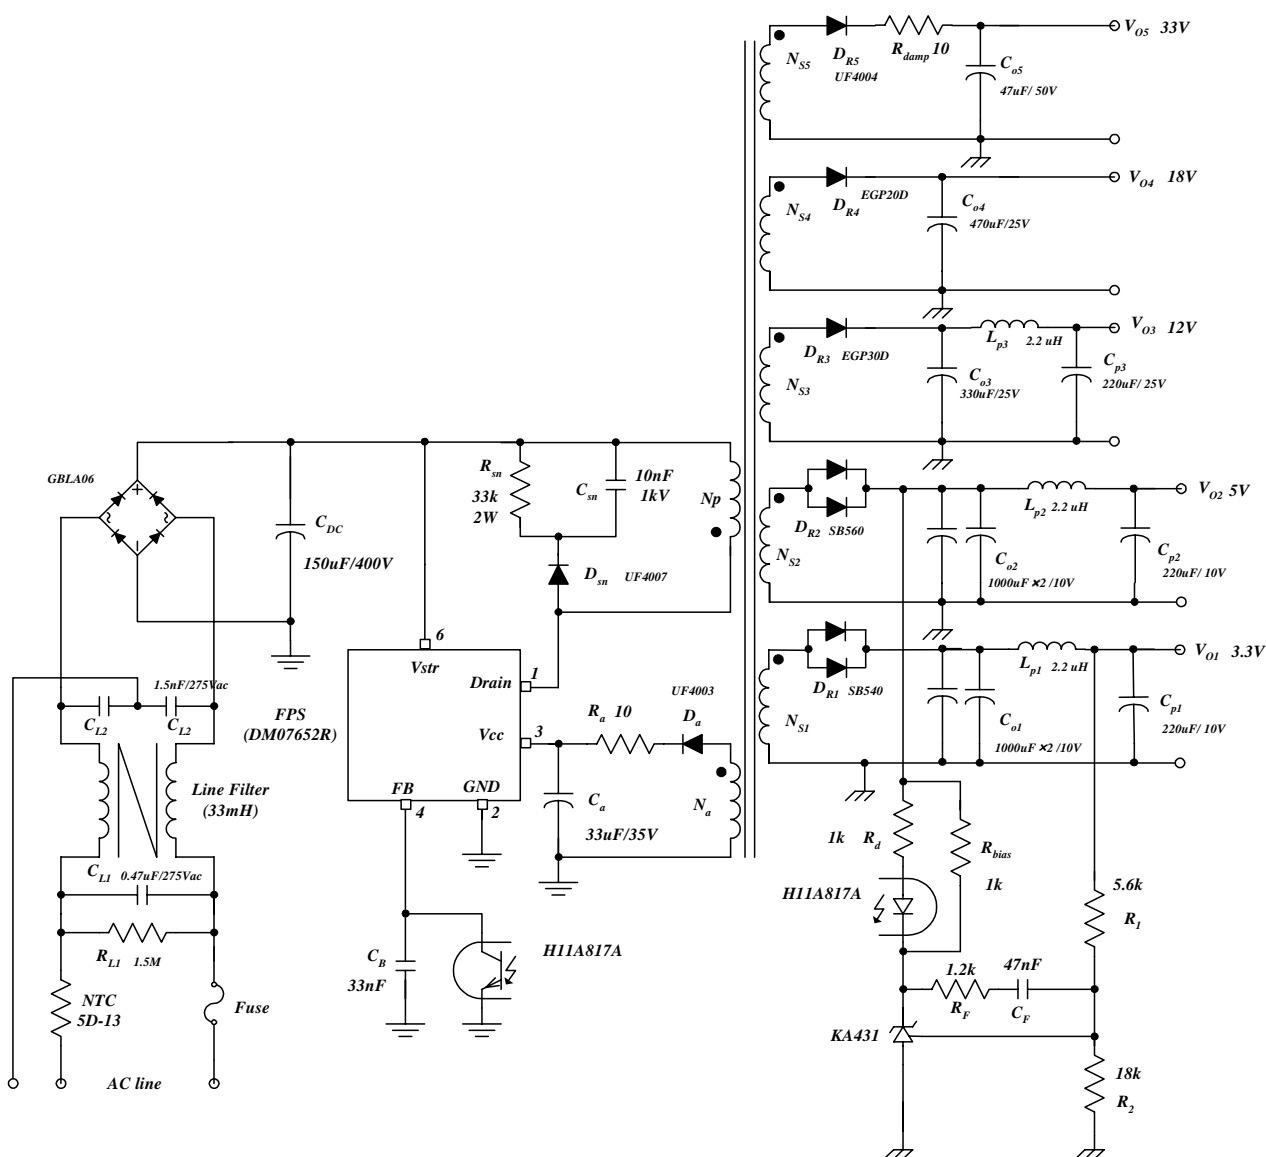 V_O5 33V
N_S5
D_R5
UF4004
R_damp 10
C_o5
47uF/ 50V
V_O4 18V
N_S4
D_R4
EGP20D
C_o4
470uF/25V
V_O3 12V
N_S3
D_R3
EGP30D
L_p3 2.2 uH
C_o3
330uF/25V
C_p3
220uF/ 25V
GBLA06
+
~
~
C_DC
150uF/400V
R_sn
33k
2W
C_sn
10nF
1kV
D_sn UF4007
Np
V_O2 5V
N_S2
D_R2 SB560
L_p2 2.2 uH
C_o2
1000uF ×2 /10V
C_p2
220uF/ 10V
V_O1 3.3V
N_S1
D_R1 SB540
L_p1 2.2 uH
C_o1
1000uF ×2 /10V
C_p1
220uF/ 10V
6
Vstr
Drain
1
FPS
(DM07652R)
Vcc
3
FB
4
GND
2
R_a 10
UF4003
D_a
N_a
C_a
33uF/35V
1.5nF/275Vac
C_L2
C_L2
Line Filter
(33mH)
C_L1 0.47uF/275Vac
R_L1 1.5M
NTC
5D-13
Fuse
AC line
C_B
33nF
H11A817A
1k R_d
R_bias
1k
H11A817A
5.6k
R_1
1.2k
R_F
47nF
C_F
KA431
18k
R_2